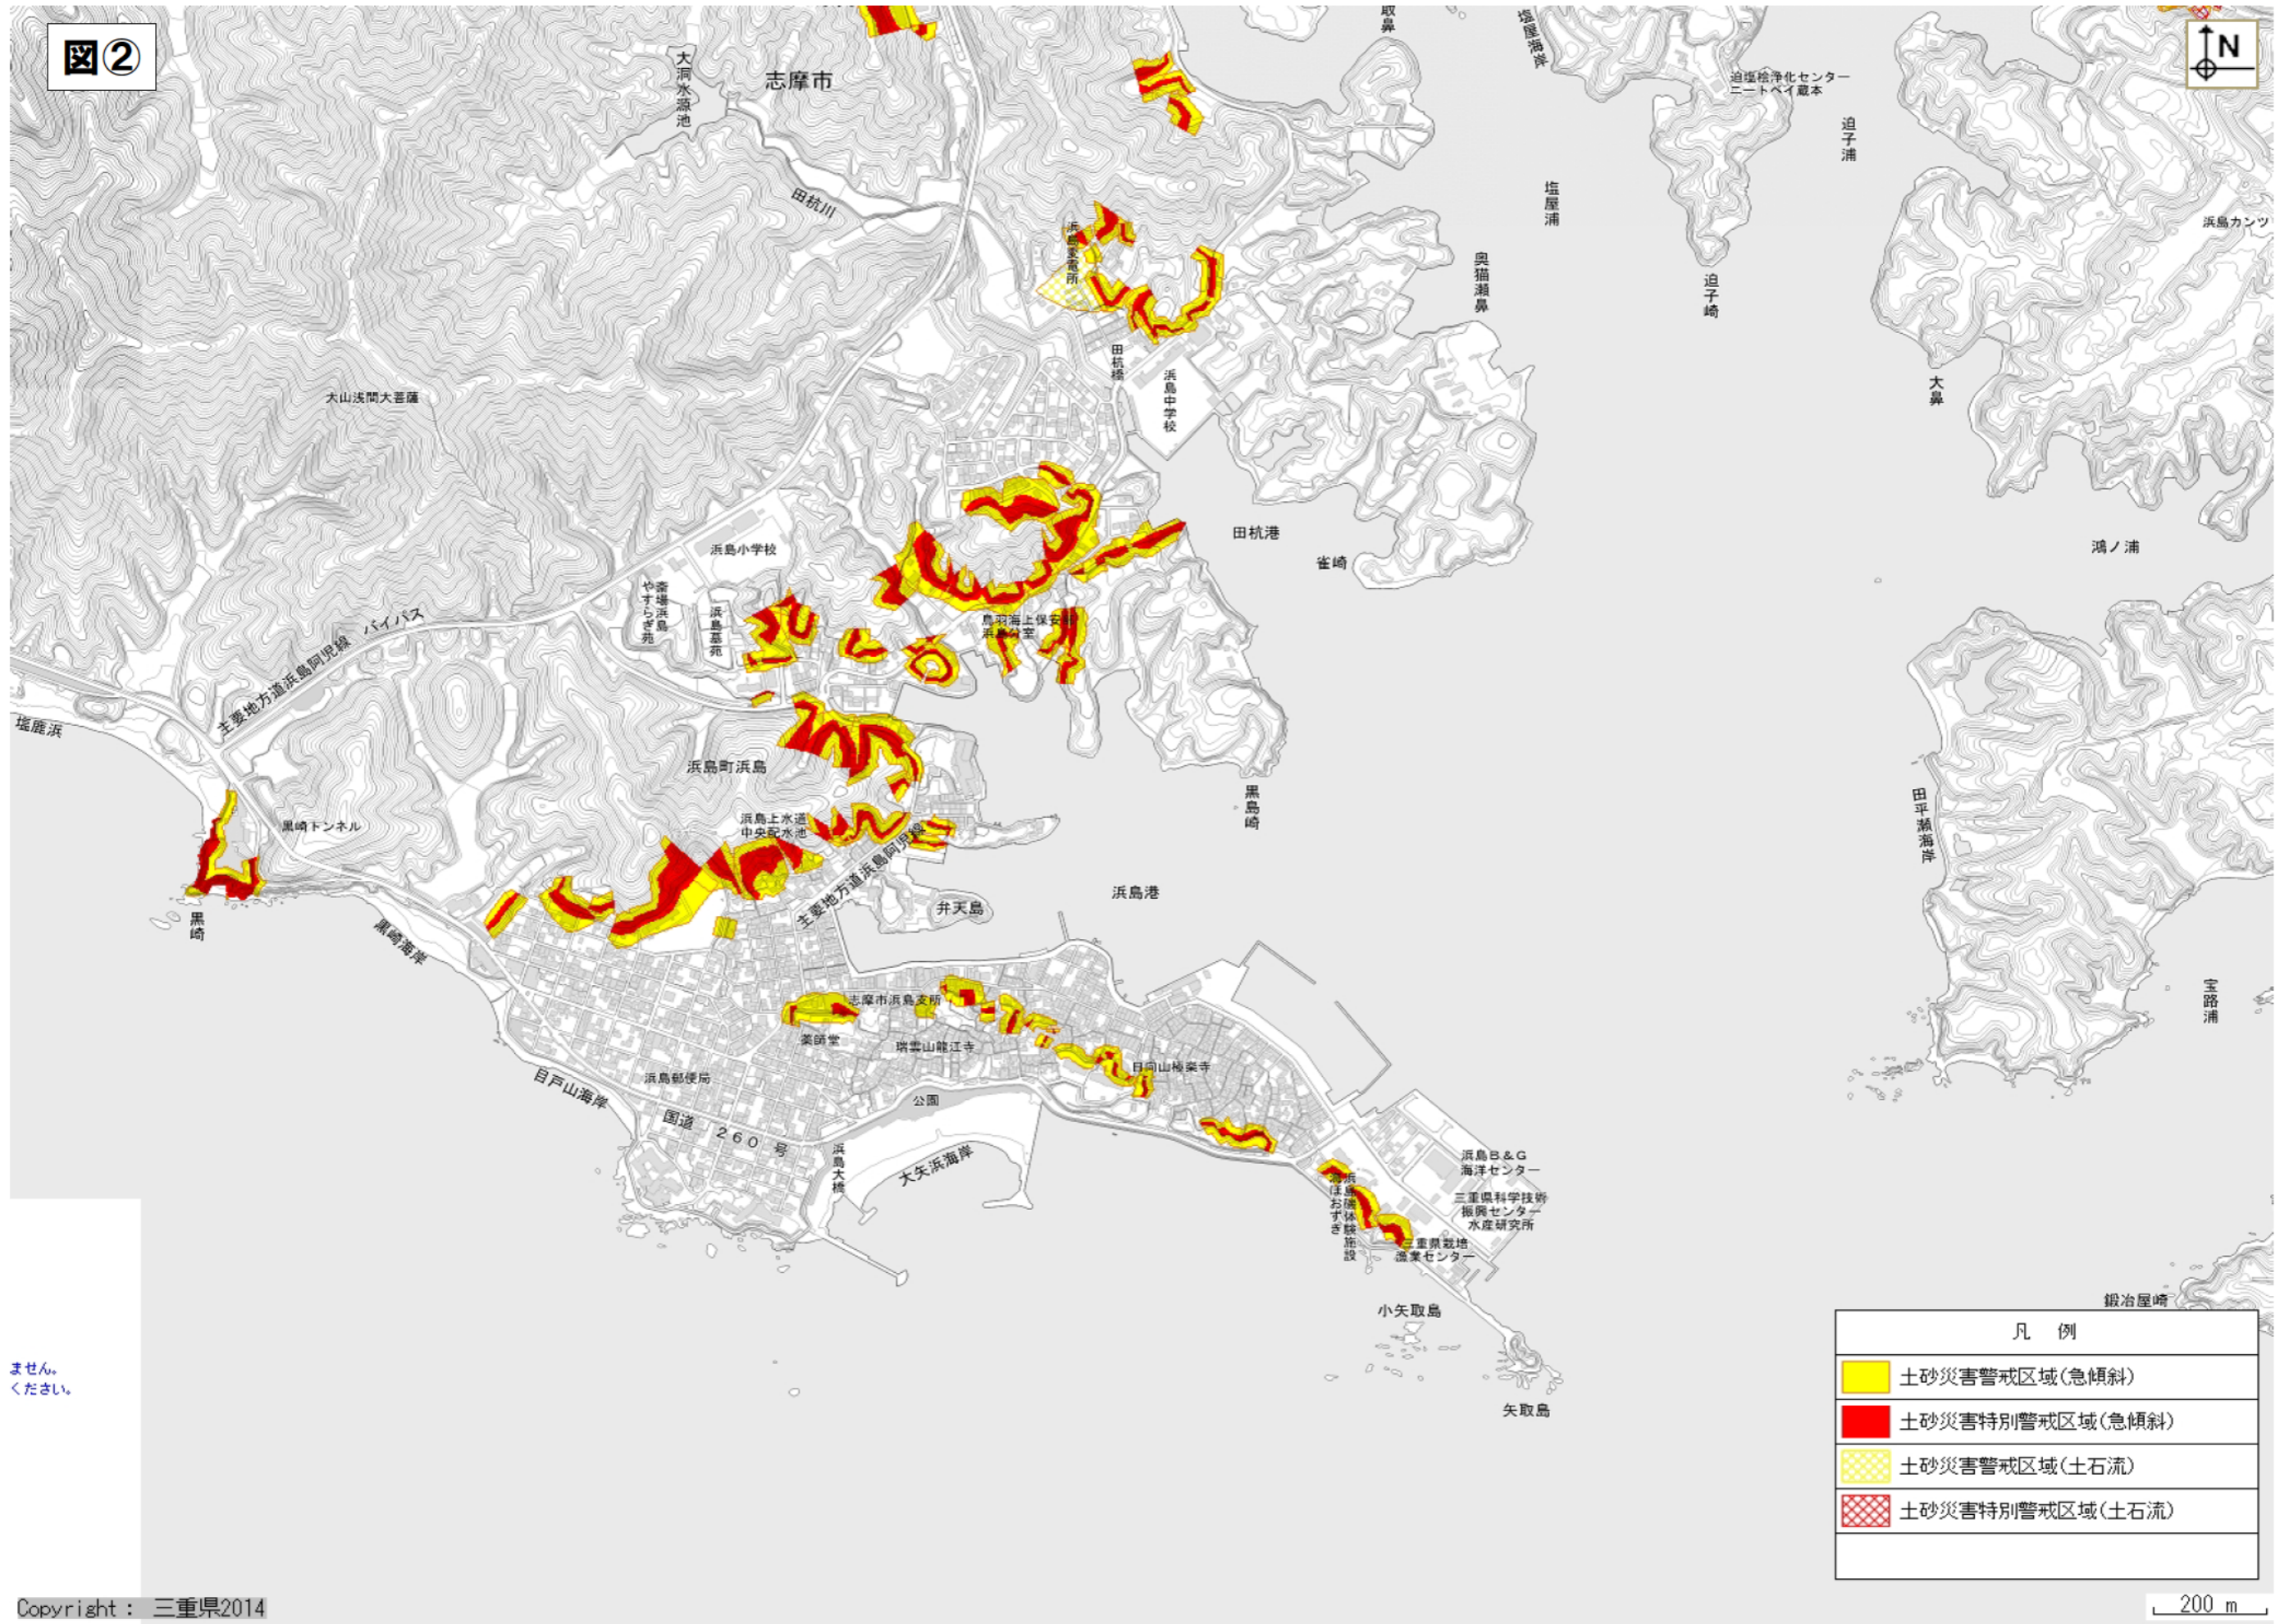 図②
N
取鼻
塩屋海岸
大洞水源池
志摩市
迫塩桧浄化センター
ニートベイ蔵本
迫子浦
田杭川
塩屋浦
浜島カンツ
浜島変電所
奥猫瀬鼻
迫子崎
田杭橋
浜島中学校
大鼻
大山浅間大菩薩
田杭港
浜島小学校
雀崎
鴻ノ浦
斎場浜島
やすらぎ苑
浜島墓苑
鳥羽海上保安
浜島分室
主要地方道浜島阿児線 バイパス
塩鹿浜
浜島町浜島
黒島崎
田平瀬海岸
浜島上水道
中央配水池
黒崎トンネル
主要地方道浜島阿児線
浜島港
弁天島
黒崎
黒崎海岸
志摩市浜島支所
宝路浦
薬師堂
瑞雲山龍江寺
日向山極楽寺
浜島郵便局
目戸山海岸
公園
国道 260 号
浜島大橋
大矢浜海岸
浜島B&G
海洋センター
浜島磯体験施設
ほおずき
三重県科学技術
振興センター
水産研究所
三重県栽培
漁業センター
小矢取島
鍛冶屋崎
矢取島
凡 例
土砂災害警戒区域(急傾斜)
土砂災害特別警戒区域(急傾斜)
土砂災害警戒区域(土石流)
土砂災害特別警戒区域(土石流)
ません。
ください。
Copyright : 三重県2014
200 m